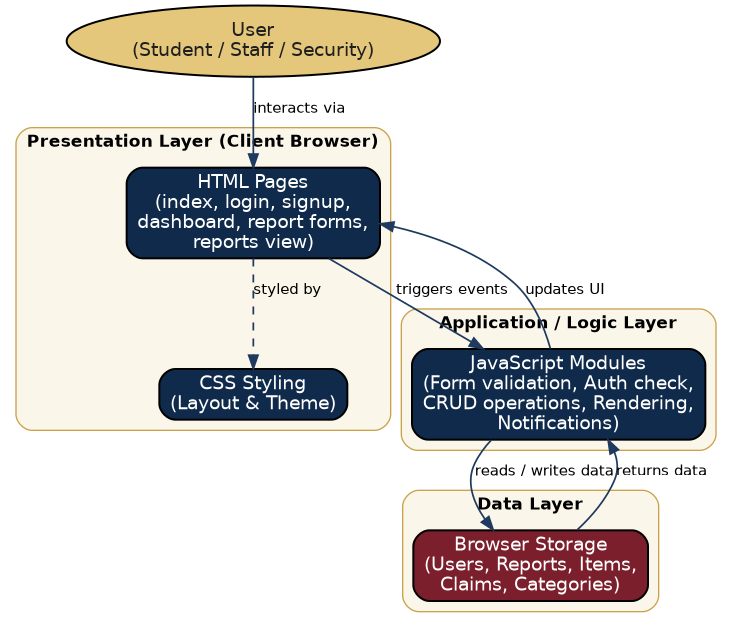 User
(Student / Staff / Security)
interacts via
Presentation Layer (Client Browser)
HTML Pages
(index, login, signup,
dashboard, report forms,
reports view)
styled by
triggers events
updates UI
CSS Styling
(Layout & Theme)
Application / Logic Layer
JavaScript Modules
(Form validation, Auth check,
CRUD operations, Rendering,
Notifications)
reads / writes data
returns data
Data Layer
Browser Storage
(Users, Reports, Items,
Claims, Categories)